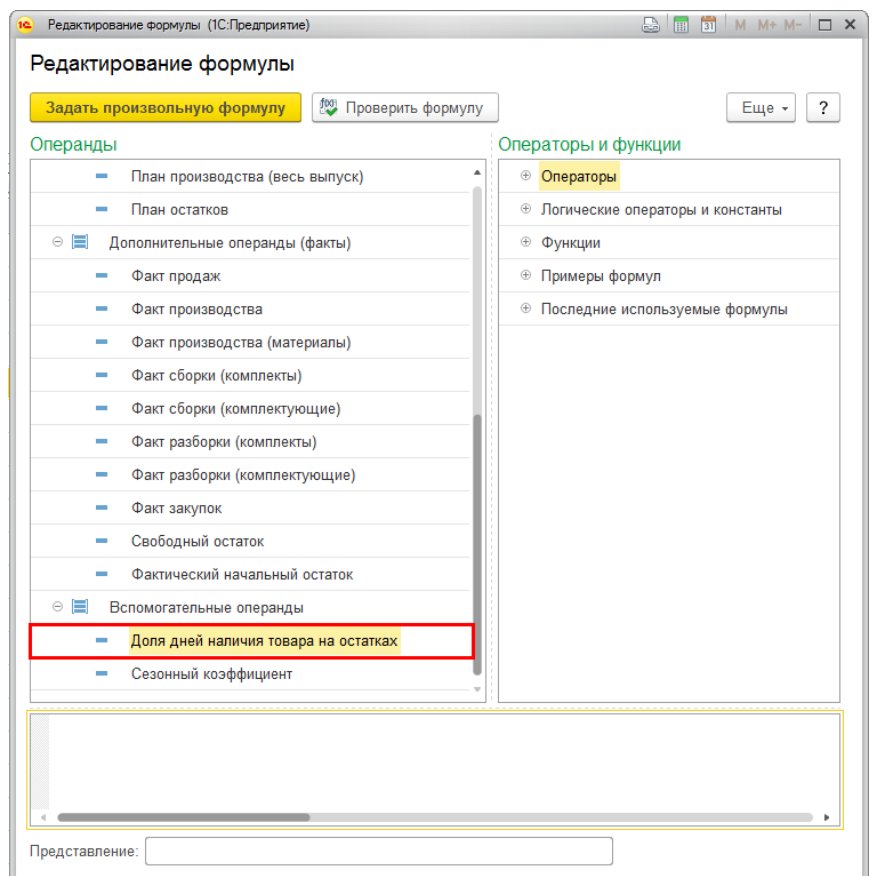 1С Редактирование формулы (1С:Предприятие) 31 M M+ M-
Редактирование формулы
Задать произвольную формулу f(x) Проверить формулу Еще ?
Операнды
План производства (весь выпуск)
План остатков
Дополнительные операнды (факты)
Факт продаж
Факт производства
Факт производства (материалы)
Факт сборки (комплекты)
Факт сборки (комплектующие)
Факт разборки (комплекты)
Факт разборки (комплектующие)
Факт закупок
Свободный остаток
Фактический начальный остаток
Вспомогательные операнды
Доля дней наличия товара на остатках
Сезонный коэффициент
Операторы и функции
Операторы
Логические операторы и константы
Функции
Примеры формул
Последние используемые формулы
Представление: